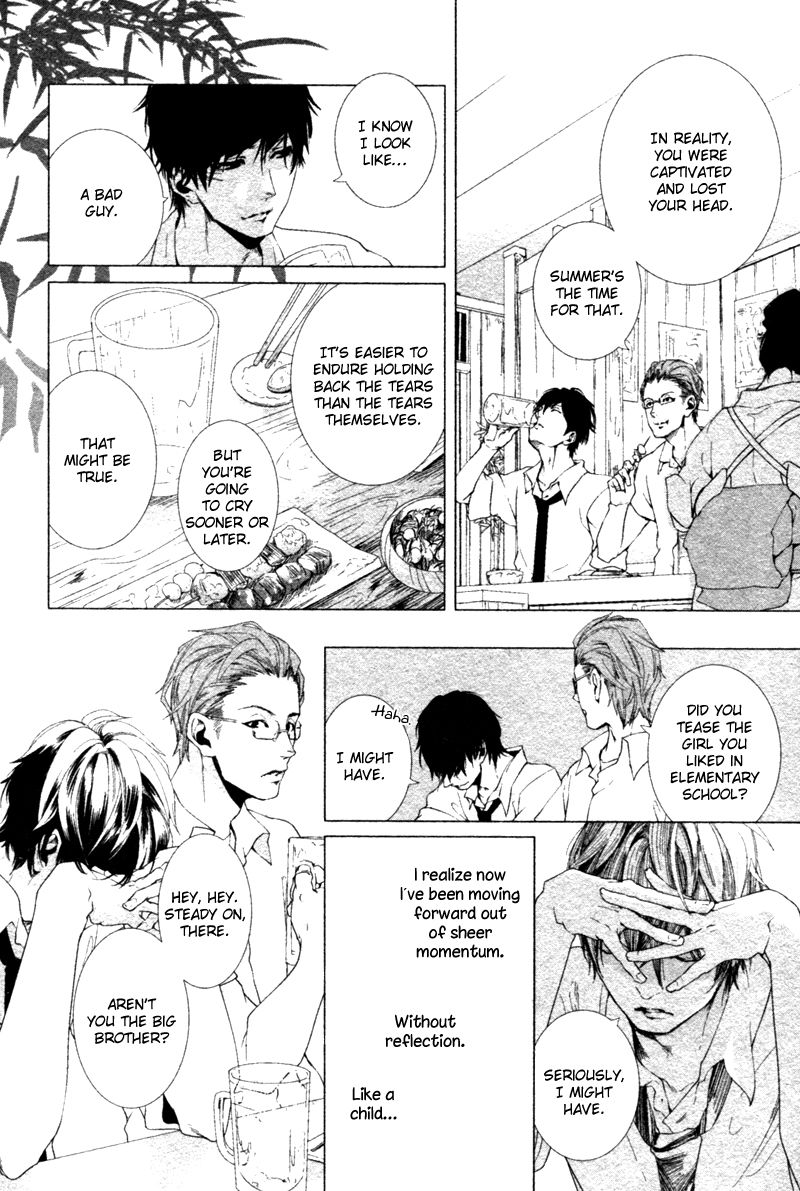 IN REALITY,
YOU WERE
CAPTIVATED
AND LOST
YOUR HEAD.
SUMMER'S
THE TIME
FOR THAT.
I KNOW
I LOOK
LIKE...
A BAD
GUY.
IT'S EASIER TO
ENDURE HOLDING
BACK THE TEARS
THAN THE TEARS
THEMSELVES.
BUT
YOU'RE
GOING
TO CRY
SOONER OR
LATER.
THAT
MIGHT BE
TRUE.
DID YOU
TEASE THE
GIRL YOU
LIKED IN
ELEMENTARY
SCHOOL?
Haha.
I MIGHT
HAVE.
SERIOUSLY,
I MIGHT
HAVE.
I realize now
I've been moving
forward out
of sheer
momentum.
Without
reflection.
Like a
child...
HEY, HEY.
STEADY ON,
THERE.
AREN'T
YOU THE BIG
BROTHER?